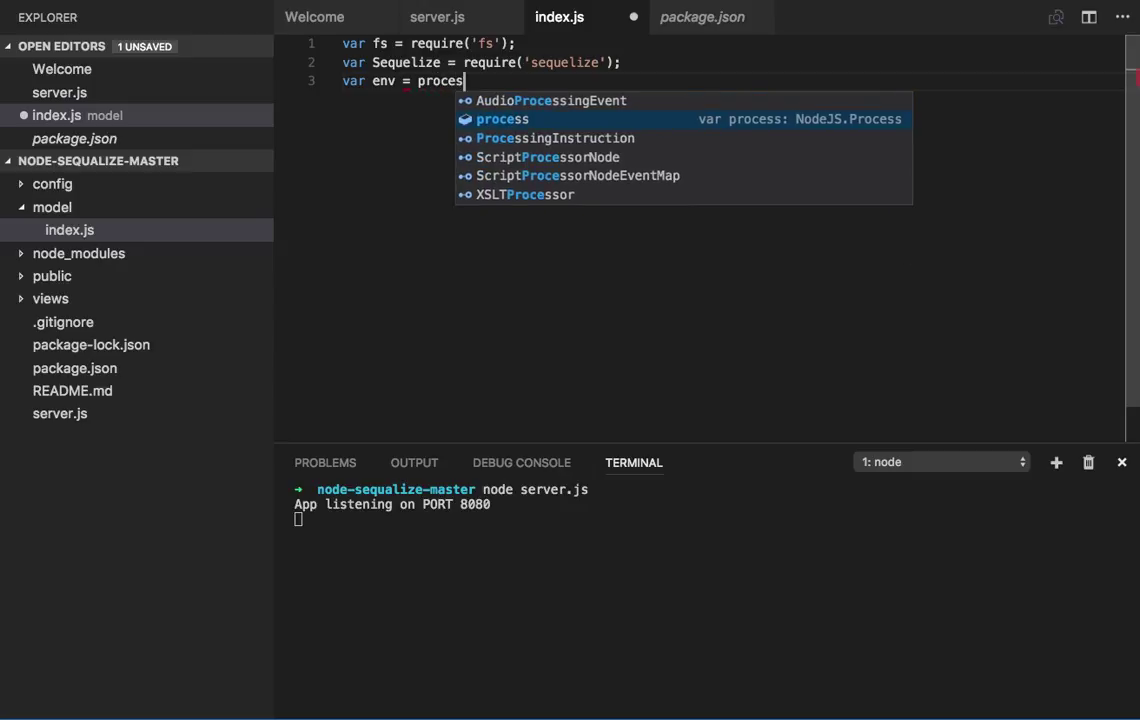 EXPLORER
OPEN EDITORS 1 UNSAVED
Welcome
server.js
index.js model
package.json
NODE-SEQUALIZE-MASTER
config
model
index.js
node_modules
public
views
.gitignore
package-lock.json
package.json
README.md
server.js
Welcome server.js index.js package.json
1 var fs = require('fs');
2 var Sequelize = require('sequelize');
3 var env = proces
AudioProcessingEvent
process var process: NodeJS.Process
ProcessingInstruction
ScriptProcessorNode
ScriptProcessorNodeEventMap
XSLTProcessor
PROBLEMS OUTPUT DEBUG CONSOLE TERMINAL 1: node
➜ node-sequalize-master node server.js
App listening on PORT 8080